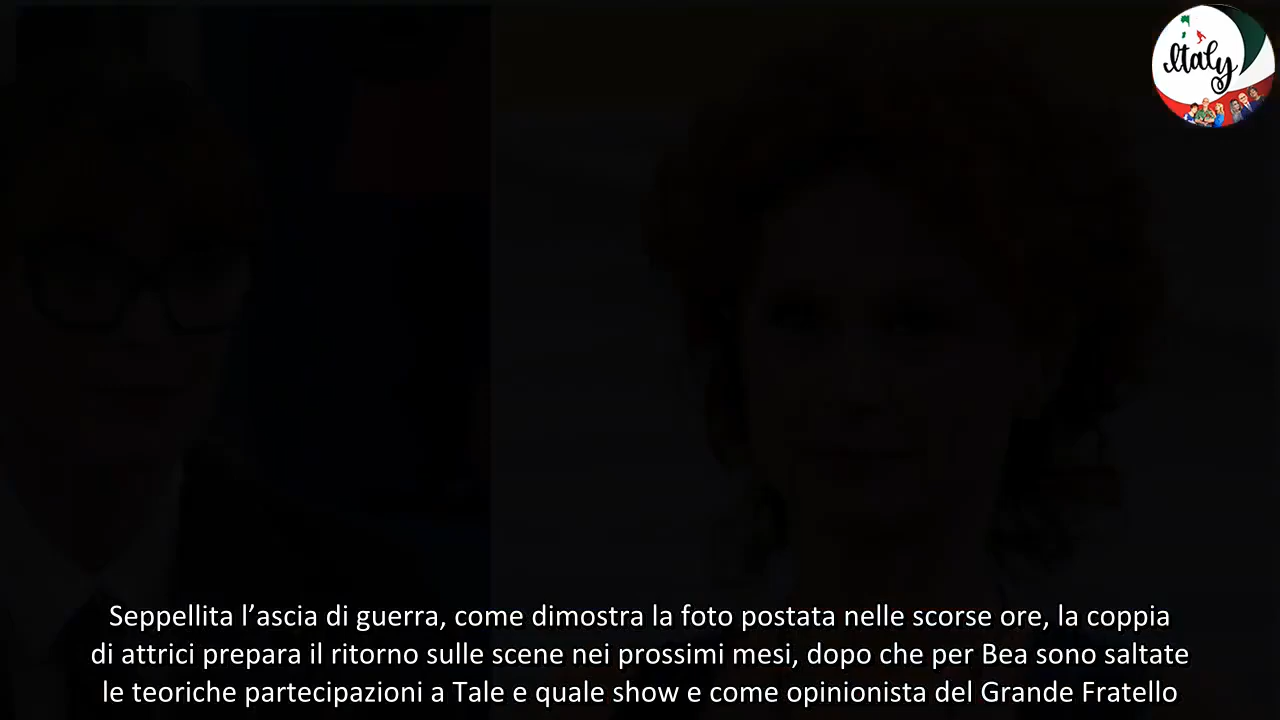 Italy
Seppellita l’ascia di guerra, come dimostra la foto postata nelle scorse ore, la coppia
di attrici prepara il ritorno sulle scene nei prossimi mesi, dopo che per Bea sono saltate
le teoriche partecipazioni a Tale e quale show e come opinionista del Grande Fratello